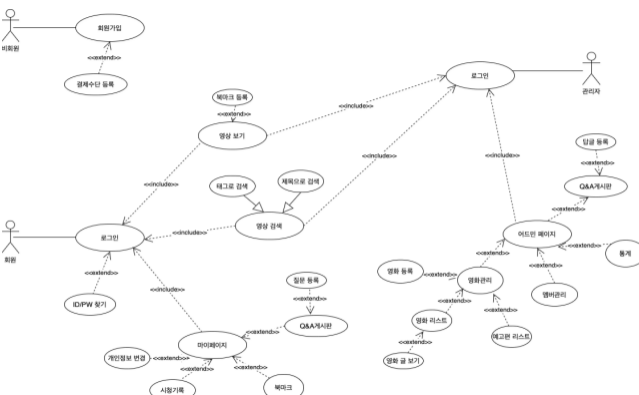 회원가입
비회원
<<extend>>
결제수단 등록
로그인
관리자
북마크 등록
<<extend>>
<<include>>
영상 보기
답글 등록
<<extend>>
<<include>>
<<include>>
Q&A게시판
<<include>>
태그로 검색
제목으로 검색
<<extend>>
영상 검색
<<include>>
로그인
회원
어드민 페이지
<<extend>>
통계
<<extend>>
<<extend>>
<<extend>>
영화 등록
<<extend>>
영화관리
질문 등록
<<include>>
<<extend>>
앰버관리
ID/PW 찾기
<<extend>>
<<extend>>
영화 리스트
Q&A게시판
<<extend>>
예고편 리스트
마이페이지
<<extend>>
개인정보 변경
<<extend>>
영화 글 보기
<<extend>>
<<extend>>
시청기록
북마크